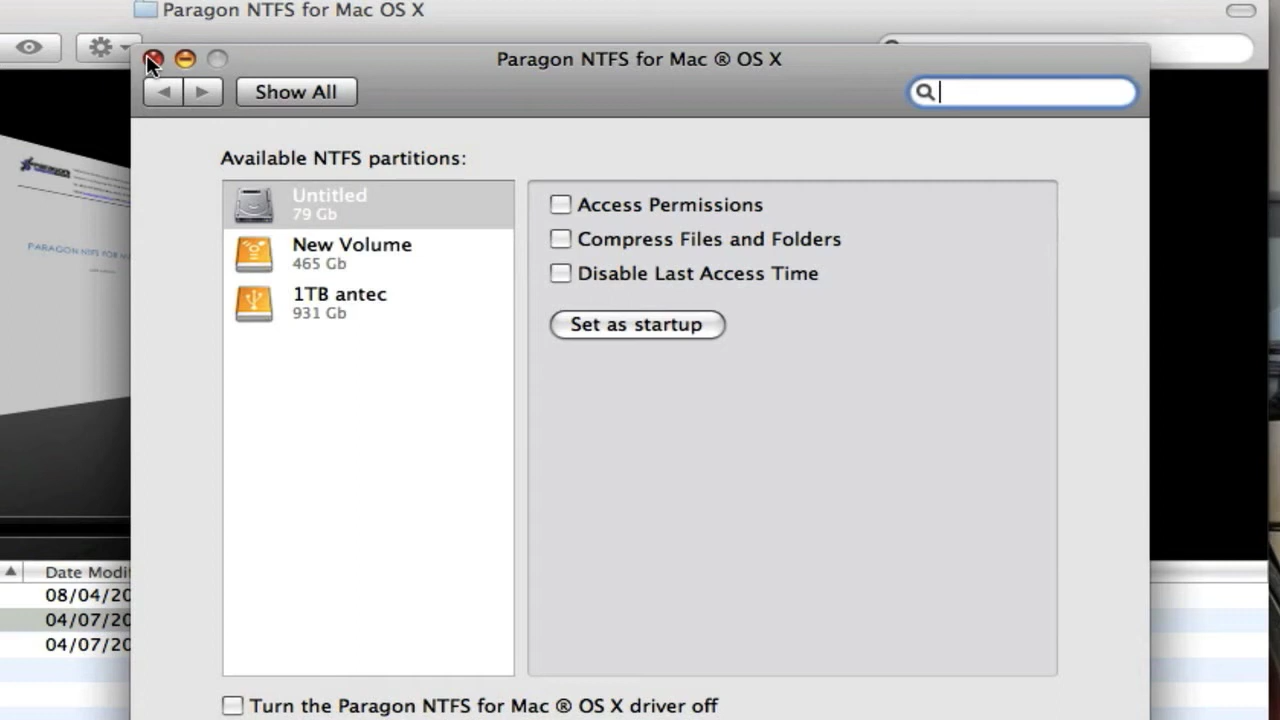 Paragon NTFS for Mac OS X
Paragon NTFS for Mac ® OS X
Show All
Available NTFS partitions:
Untitled
79 Gb
New Volume
465 Gb
1TB antec
931 Gb
Access Permissions
Compress Files and Folders
Disable Last Access Time
Set as startup
PARAGON NTFS FOR
Date Modi
08/04/20
04/07/20
04/07/20
Turn the Paragon NTFS for Mac ® OS X driver off